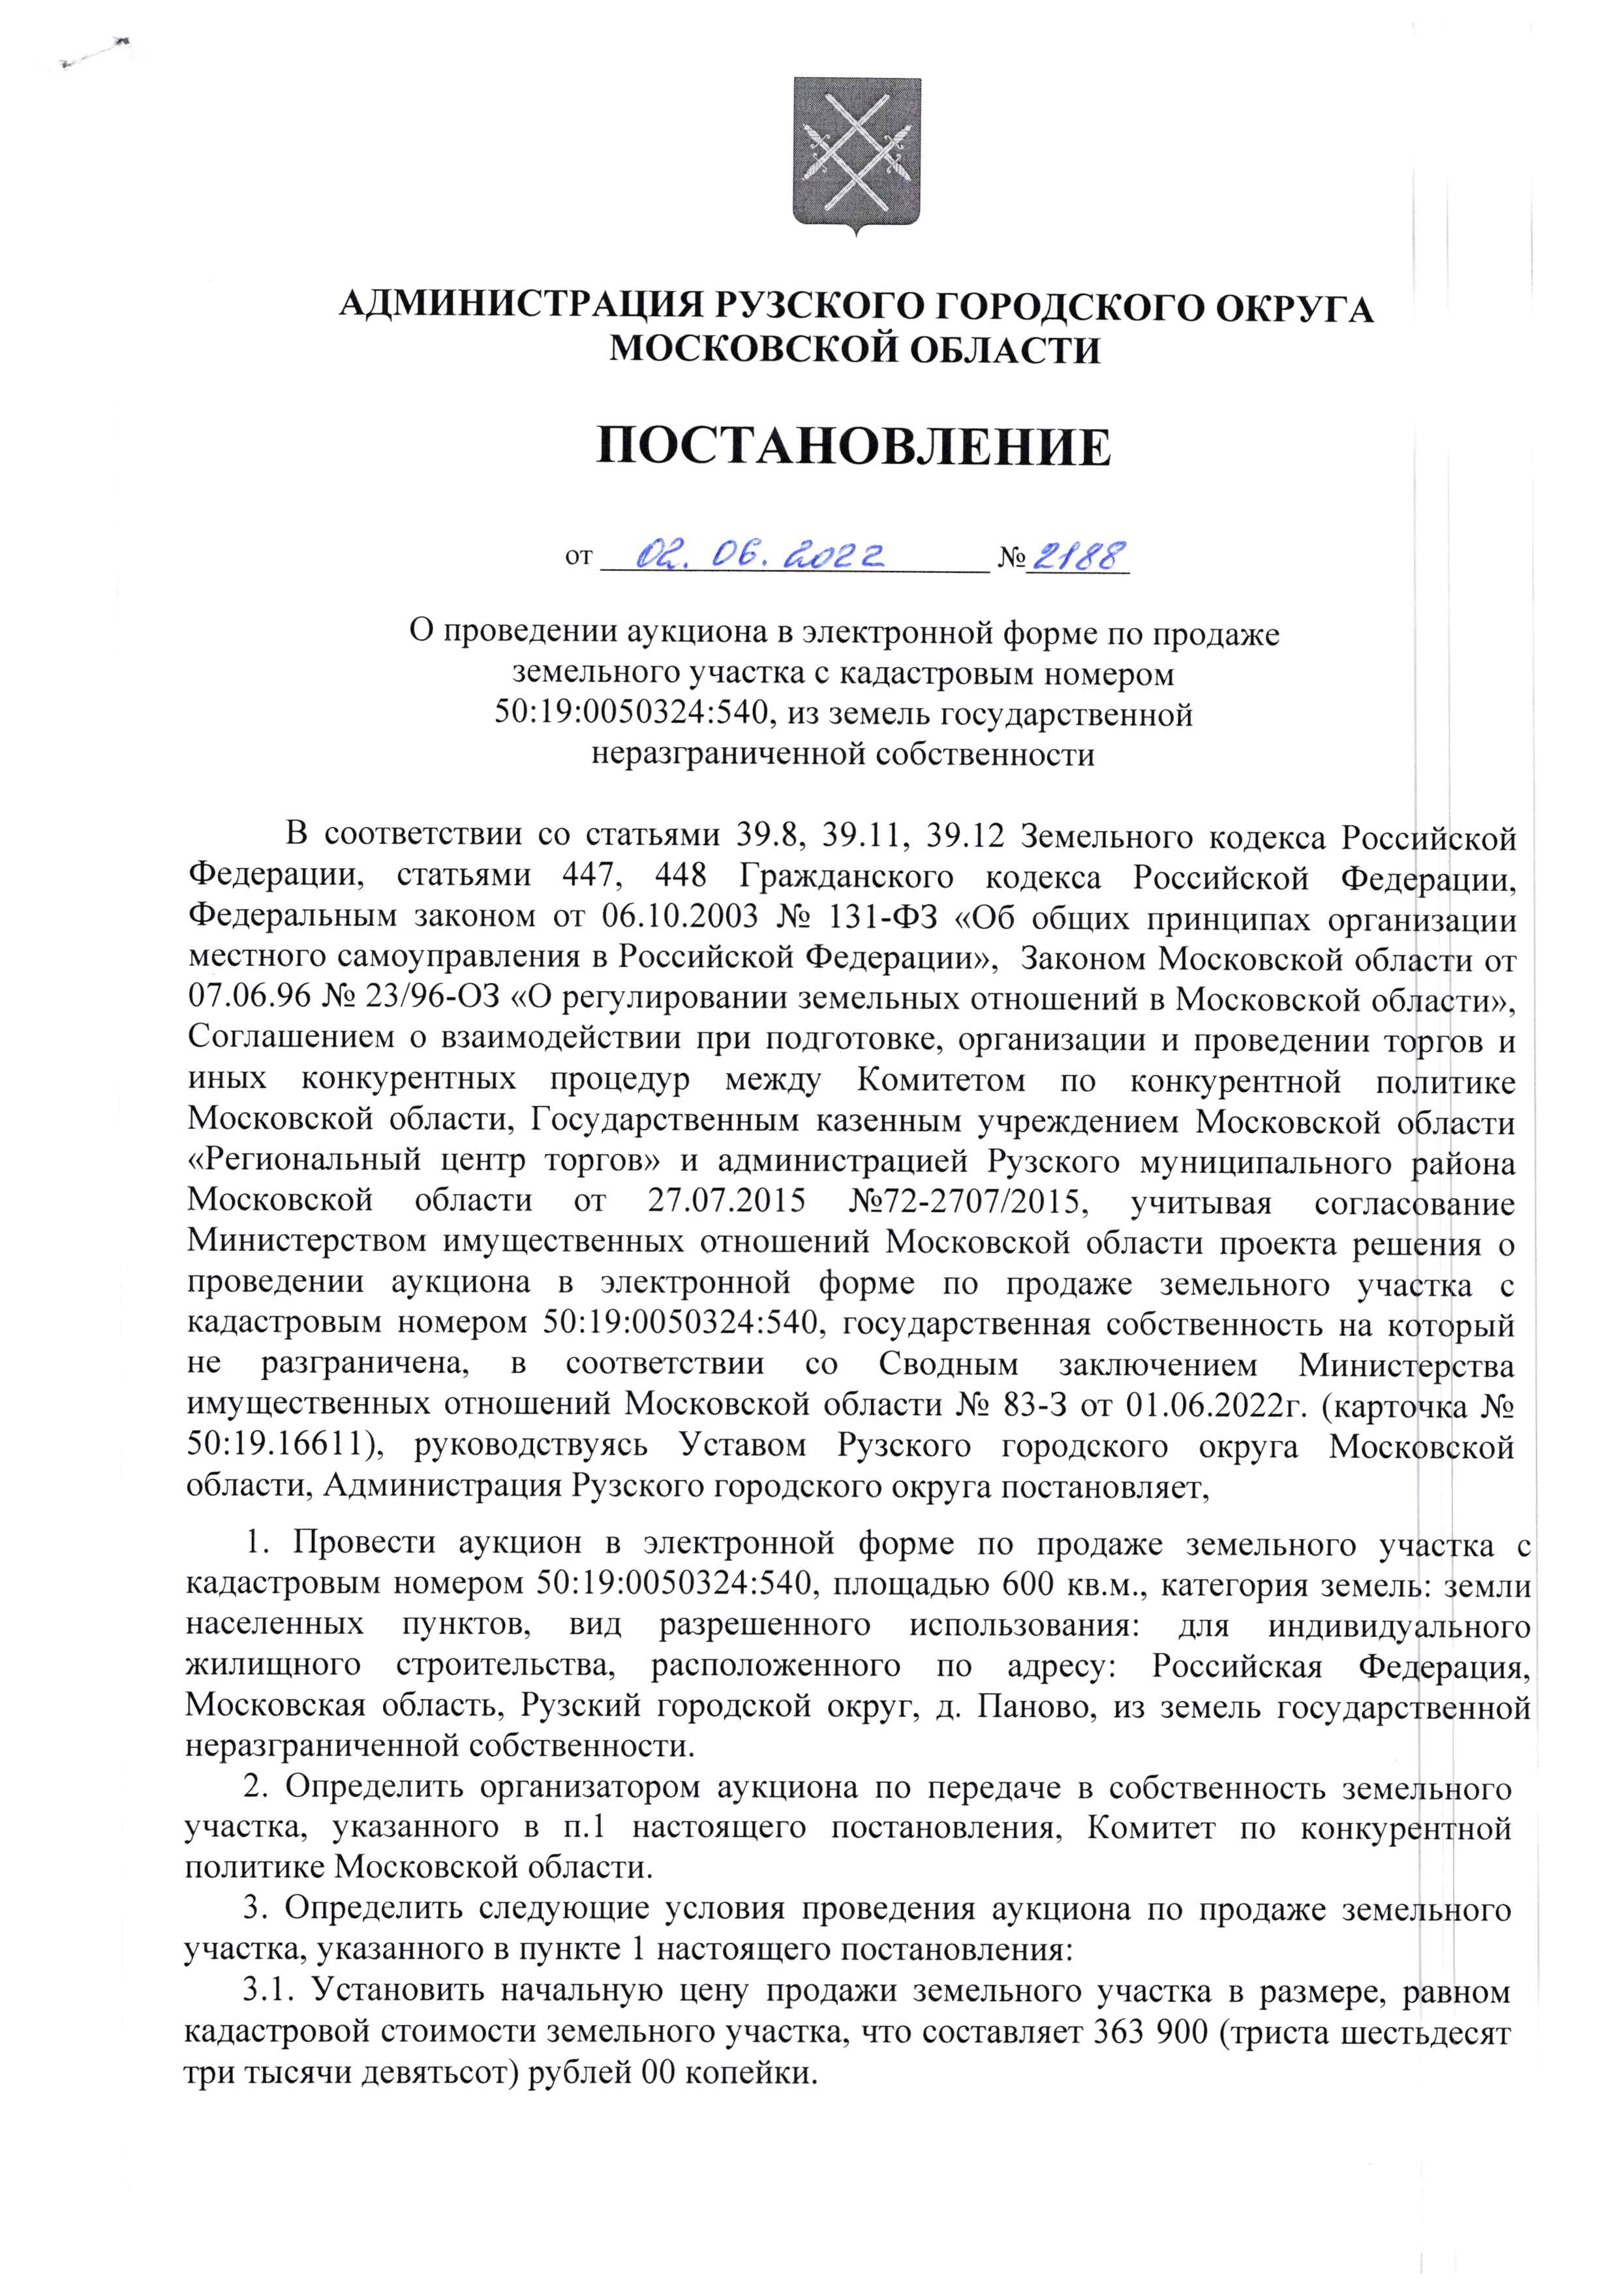 АДМИНИСТРАЦИЯ РУЗСКОГО ГОРОДСКОГО ОКРУГА
МОСКОВСКОЙ ОБЛАСТИ
ПОСТАНОВЛЕНИЕ
от 02.06.2022 № 2188
О проведении аукциона в электронной форме по продаже
земельного участка с кадастровым номером
50:19:0050324:540, из земель государственной
неразграниченной собственности
В соответствии со статьями 39.8, 39.11, 39.12 Земельного кодекса Российской
Федерации, статьями 447, 448 Гражданского кодекса Российской Федерации,
Федеральным законом от 06.10.2003 № 131-ФЗ «Об общих принципах организации
местного самоуправления в Российской Федерации», Законом Московской области от
07.06.96 № 23/96-ОЗ «О регулировании земельных отношений в Московской области»,
Соглашением о взаимодействии при подготовке, организации и проведении торгов и
иных конкурентных процедур между Комитетом по конкурентной политике
Московской области, Государственным казенным учреждением Московской области
«Региональный центр торгов» и администрацией Рузского муниципального района
Московской области от 27.07.2015 №72-2707/2015, учитывая согласование
Министерством имущественных отношений Московской области проекта решения о
проведении аукциона в электронной форме по продаже земельного участка с
кадастровым номером 50:19:0050324:540, государственная собственность на который
не разграничена, в соответствии со Сводным заключением Министерства
имущественных отношений Московской области № 83-З от 01.06.2022г. (карточка №
50:19.16611), руководствуясь Уставом Рузского городского округа Московской
области, Администрация Рузского городского округа постановляет,
1. Провести аукцион в электронной форме по продаже земельного участка с
кадастровым номером 50:19:0050324:540, площадью 600 кв.м., категория земель: земли
населенных пунктов, вид разрешенного использования: для индивидуального
жилищного строительства, расположенного по адресу: Российская Федерация,
Московская область, Рузский городской округ, д. Паново, из земель государственной
неразграниченной собственности.
2. Определить организатором аукциона по передаче в собственность земельного
участка, указанного в п.1 настоящего постановления, Комитет по конкурентной
политике Московской области.
3. Определить следующие условия проведения аукциона по продаже земельного
участка, указанного в пункте 1 настоящего постановления:
3.1. Установить начальную цену продажи земельного участка в размере, равном
кадастровой стоимости земельного участка, что составляет 363 900 (триста шестьдесят
три тысячи девятьсот) рублей 00 копейки.